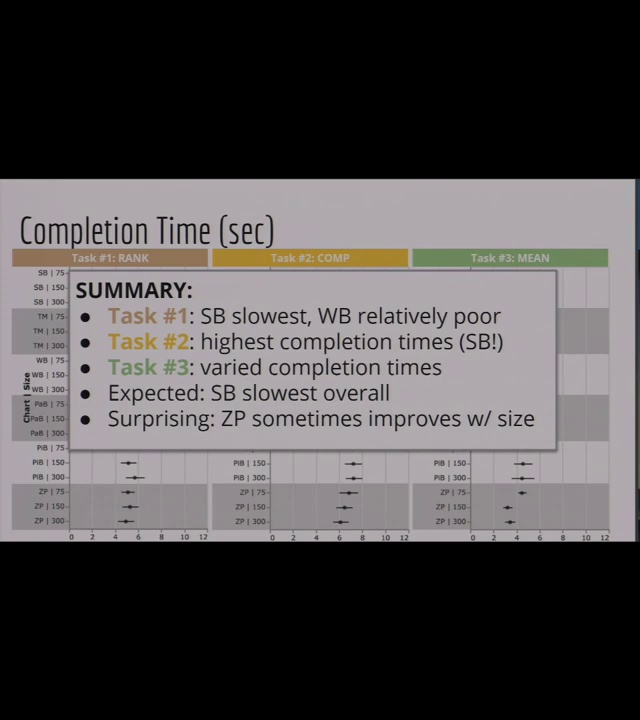 Completion Time (sec)
Task #1: RANK
Task #2: COMP
Task #3: MEAN
SUMMARY:
● Task #1: SB slowest, WB relatively poor
● Task #2: highest completion times (SB!)
● Task #3: varied completion times
● Expected: SB slowest overall
● Surprising: ZP sometimes improves w/ size
Chart | Size
SB | 75
SB | 150
SB | 300
TM | 75
TM | 150
TM | 300
WB | 75
WB | 150
WB | 300
PaB | 75
PaB | 150
PaB | 300
PiB | 75
PiB | 150
PiB | 300
ZP | 75
ZP | 150
ZP | 300
0 2 4 6 8 10 12
PiB | 150
PiB | 300
ZP | 75
ZP | 150
ZP | 300
0 2 4 6 8 10 12
PiB | 150
PiB | 300
ZP | 75
ZP | 150
ZP | 300
0 2 4 6 8 10 12